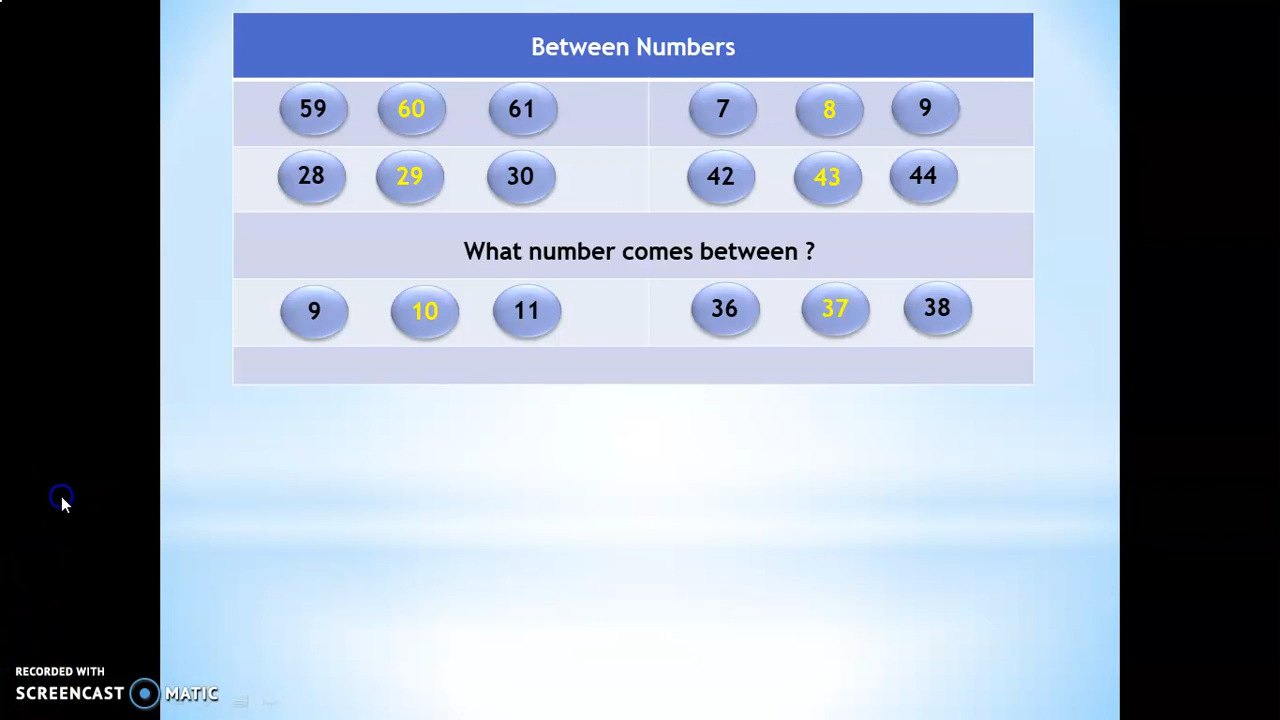 Between Numbers
59 60 61 7 8 9
28 29 30 42 43 44
What number comes between ?
9 10 11 36 37 38
RECORDED WITH
SCREENCAST MATIC